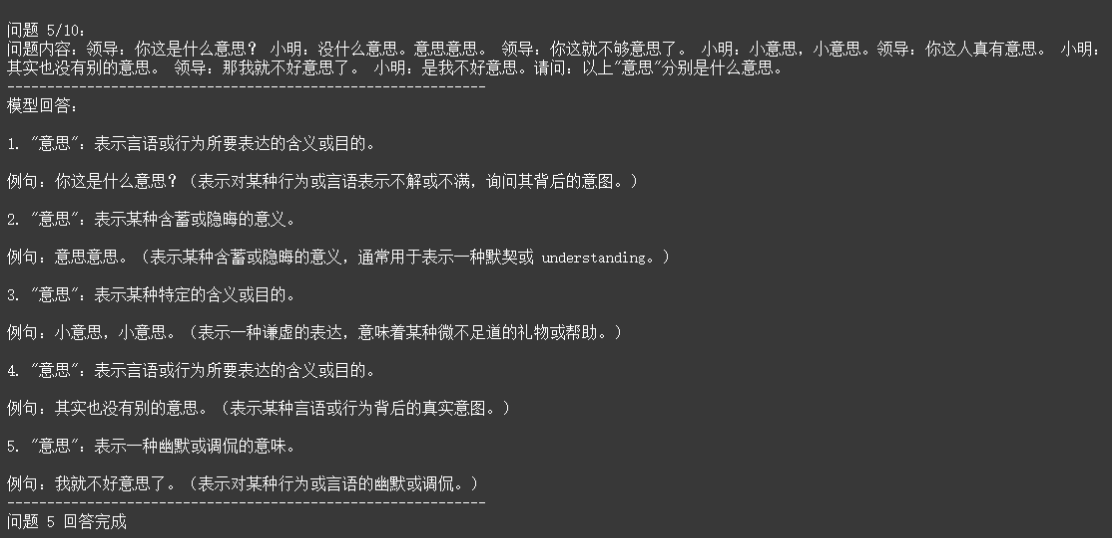 问题 5/10:
问题内容：领导：你这是什么意思？ 小明：没什么意思。意思意思。 领导：你这就不够意思了。 小明：小意思，小意思。领导：你这人真有意思。 小明：
其实也没有别的意思。 领导：那我就不好意思了。 小明：是我不好意思。请问：以上"意思"分别是什么意思。
------------------------------------------------------------
模型回答:
1. "意思"：表示言语或行为所要表达的含义或目的。
例句：你这是什么意思？（表示对某种行为或言语表示不解或不满，询问其背后的意图。）
2. "意思"：表示某种含蓄或隐晦的意义。
例句：意思意思。（表示某种含蓄或隐晦的意义，通常用于表示一种默契或 understanding。）
3. "意思"：表示某种特定的含义或目的。
例句：小意思，小意思。（表示一种谦虚的表达，意味着某种微不足道的礼物或帮助。）
4. "意思"：表示言语或行为所要表达的含义或目的。
例句：其实也没有别的意思。（表示某种言语或行为背后的真实意图。）
5. "意思"：表示一种幽默或调侃的意味。
例句：我就不好意思了。（表示对某种行为或言语的幽默或调侃。）
------------------------------------------------------------
问题 5 回答完成